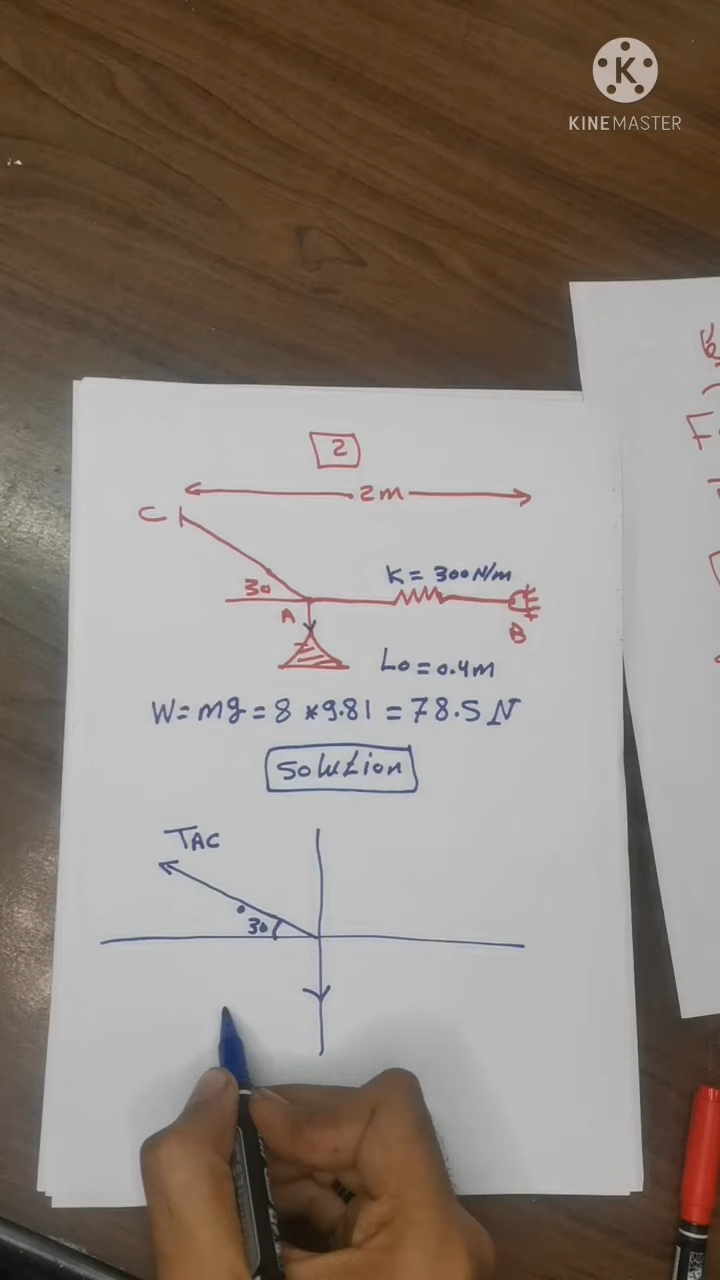 K
KINEMASTER
2
2m
C
30
A
K = 300 N/m
B
Lo = 0.4m
W = mg = 8 * 9.81 = 78.5 N
Solution
TAC
30
F